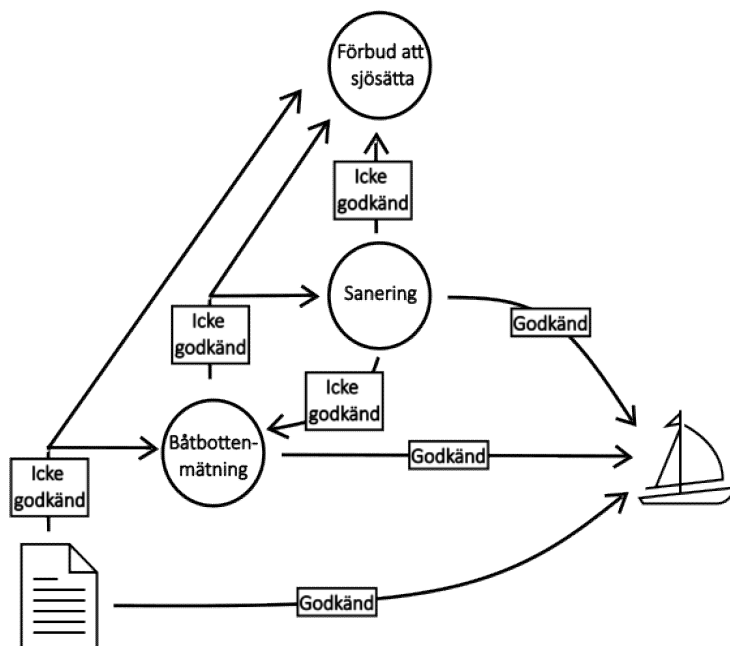 Förbud att
sjösätta
Icke
godkänd
Sanering
Icke
godkänd
Godkänd
Icke
godkänd
Båtbotten-
mätning
Godkänd
Icke
godkänd
Godkänd